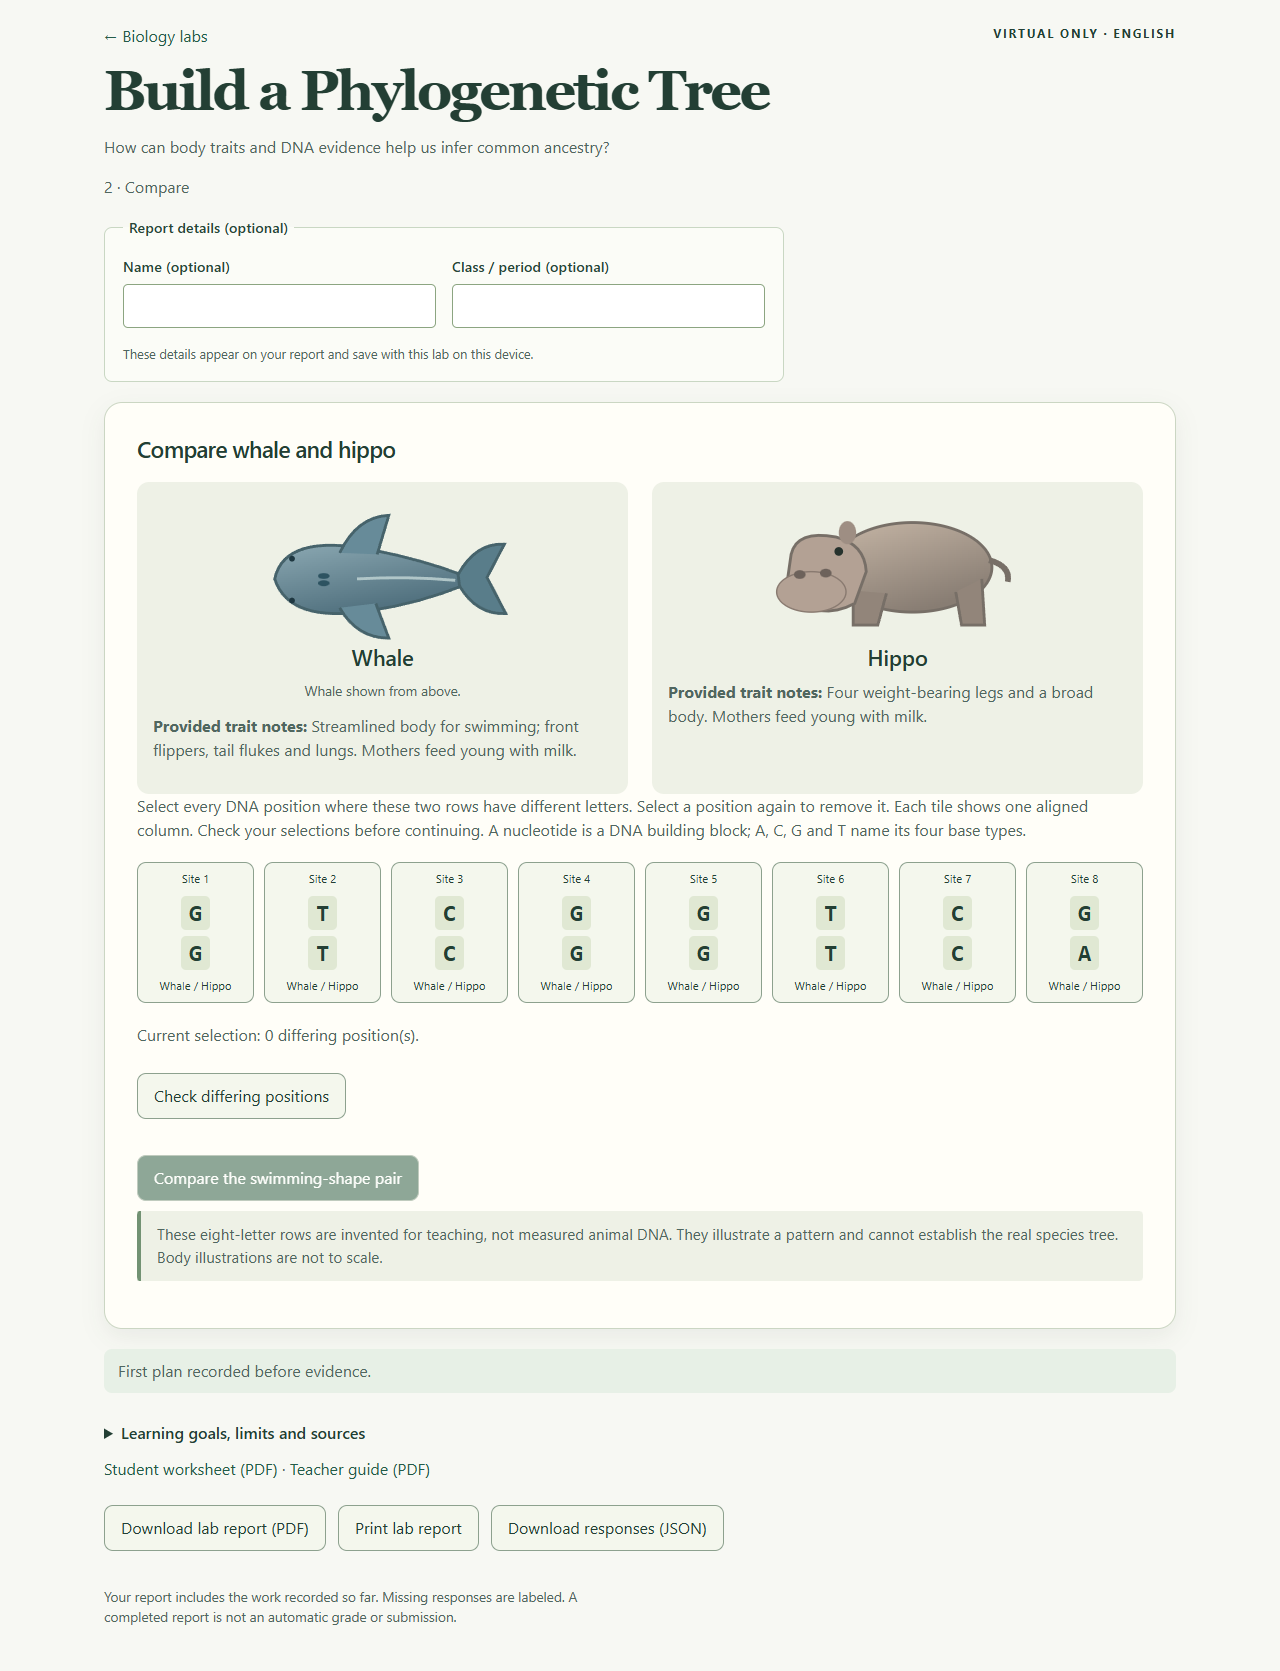 ← Biology labs
VIRTUAL ONLY · ENGLISH
Build a Phylogenetic Tree
How can body traits and DNA evidence help us infer common ancestry?
2 · Compare
Report details (optional)
Name (optional)
Class / period (optional)
These details appear on your report and save with this lab on this device.
Compare whale and hippo
Whale
Whale shown from above.
Provided trait notes: Streamlined body for swimming; front
flippers, tail flukes and lungs. Mothers feed young with milk.
Hippo
Provided trait notes: Four weight-bearing legs and a broad
body. Mothers feed young with milk.
Select every DNA position where these two rows have different letters. Select a position again to remove it. Each tile shows one aligned
column. Check your selections before continuing. A nucleotide is a DNA building block; A, C, G and T name its four base types.
Site 1
G
G
Whale / Hippo
Site 2
T
T
Whale / Hippo
Site 3
C
C
Whale / Hippo
Site 4
G
G
Whale / Hippo
Site 5
G
G
Whale / Hippo
Site 6
T
T
Whale / Hippo
Site 7
C
C
Whale / Hippo
Site 8
G
A
Whale / Hippo
Current selection: 0 differing position(s).
Check differing positions
Compare the swimming-shape pair
These eight-letter rows are invented for teaching, not measured animal DNA. They illustrate a pattern and cannot establish the real species tree.
Body illustrations are not to scale.
First plan recorded before evidence.
▶ Learning goals, limits and sources
Student worksheet (PDF) · Teacher guide (PDF)
Download lab report (PDF)
Print lab report
Download responses (JSON)
Your report includes the work recorded so far. Missing responses are labeled. A
completed report is not an automatic grade or submission.